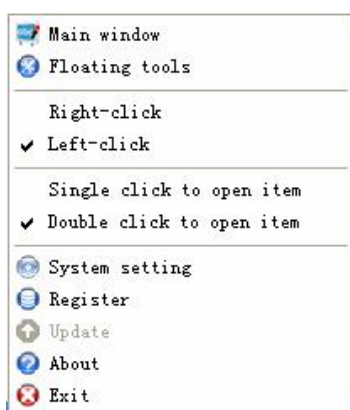 Main window
Floating tools
Right-click
Left-click
Single click to open item
Double click to open item
System setting
Register
Update
About
Exit